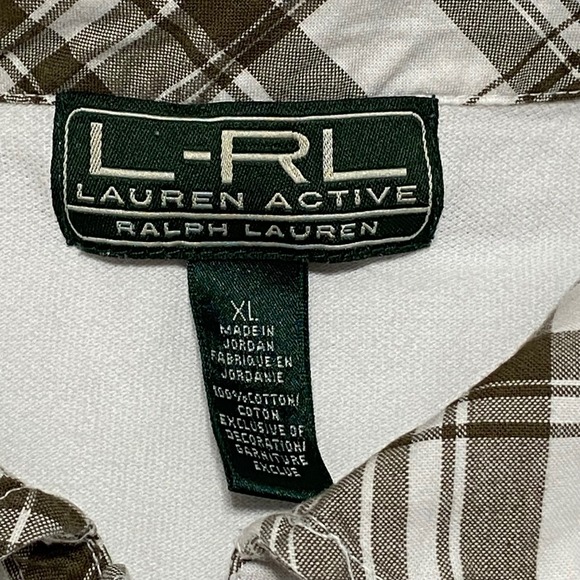 L-RL
LAUREN ACTIVE
RALPH LAUREN
XL
MADE IN
JORDAN
FABRIQUE EN
JORDANIE
100%COTTON/
COTON
EXCLUSIVE OF
DECORATION/
GARNITURE
EXCLUE